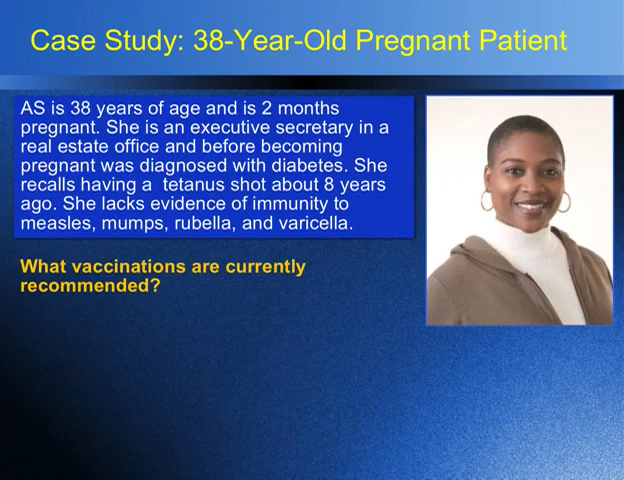 Case Study: 38-Year-Old Pregnant Patient
AS is 38 years of age and is 2 months
pregnant. She is an executive secretary in a
real estate office and before becoming
pregnant was diagnosed with diabetes. She
recalls having a  tetanus shot about 8 years
ago. She lacks evidence of immunity to
measles, mumps, rubella, and varicella.
What vaccinations are currently
recommended?